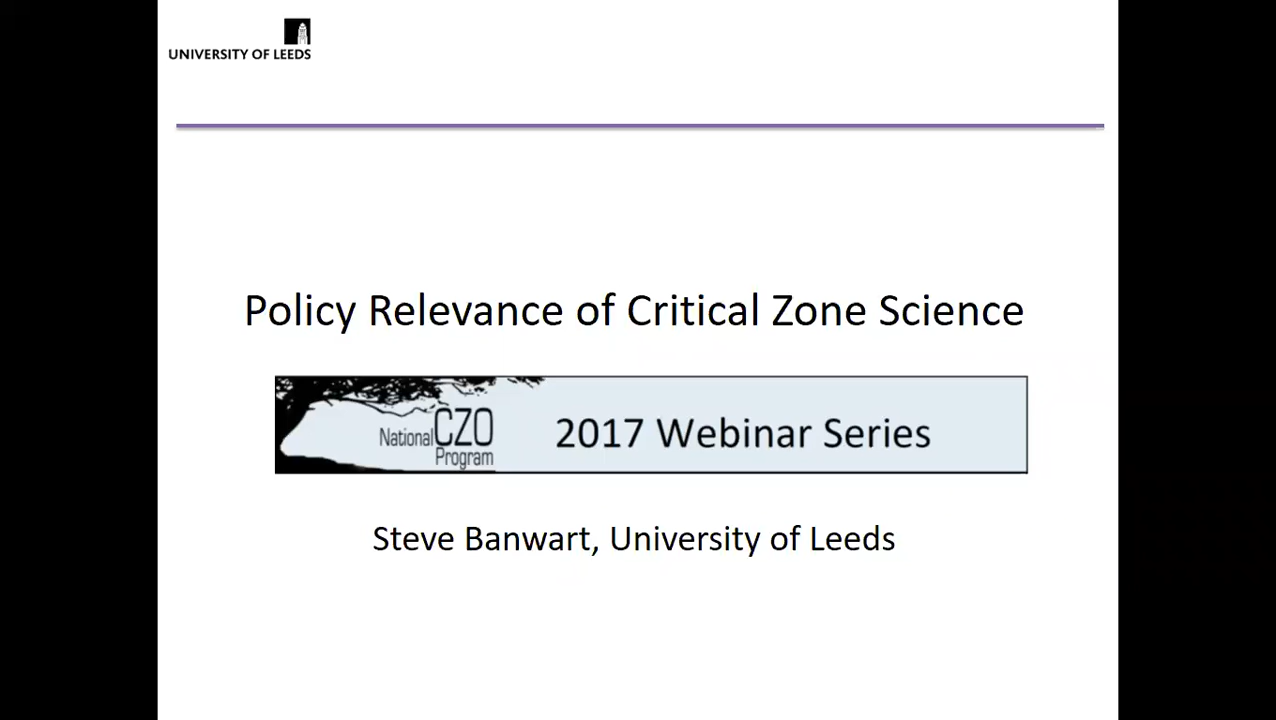 UNIVERSITY OF LEEDS
Policy Relevance of Critical Zone Science
National CZO Program
2017 Webinar Series
Steve Banwart, University of Leeds